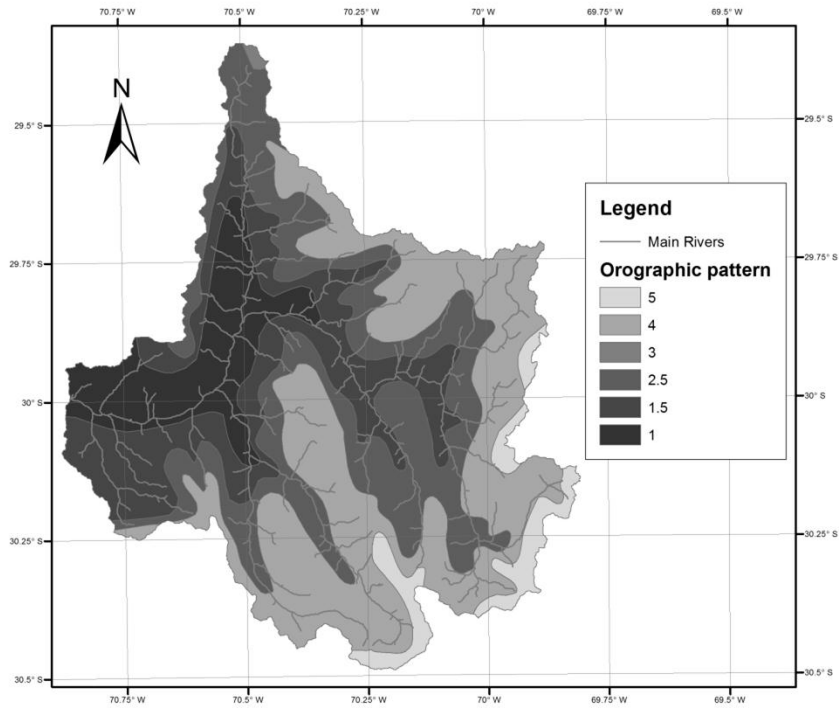 70.75° W 70.5° W 70.25° W 70° W 69.75° W 69.5° W
N
29.5° S 29.5° S
Legend
Main Rivers
29.75° S 29.75° S
Orographic pattern
5
4
3
2.5
1.5
1
30° S 30° S
30.25° S 30.25° S
30.5° S 30.5° S
70.75° W 70.5° W 70.25° W 70° W 69.75° W 69.5° W